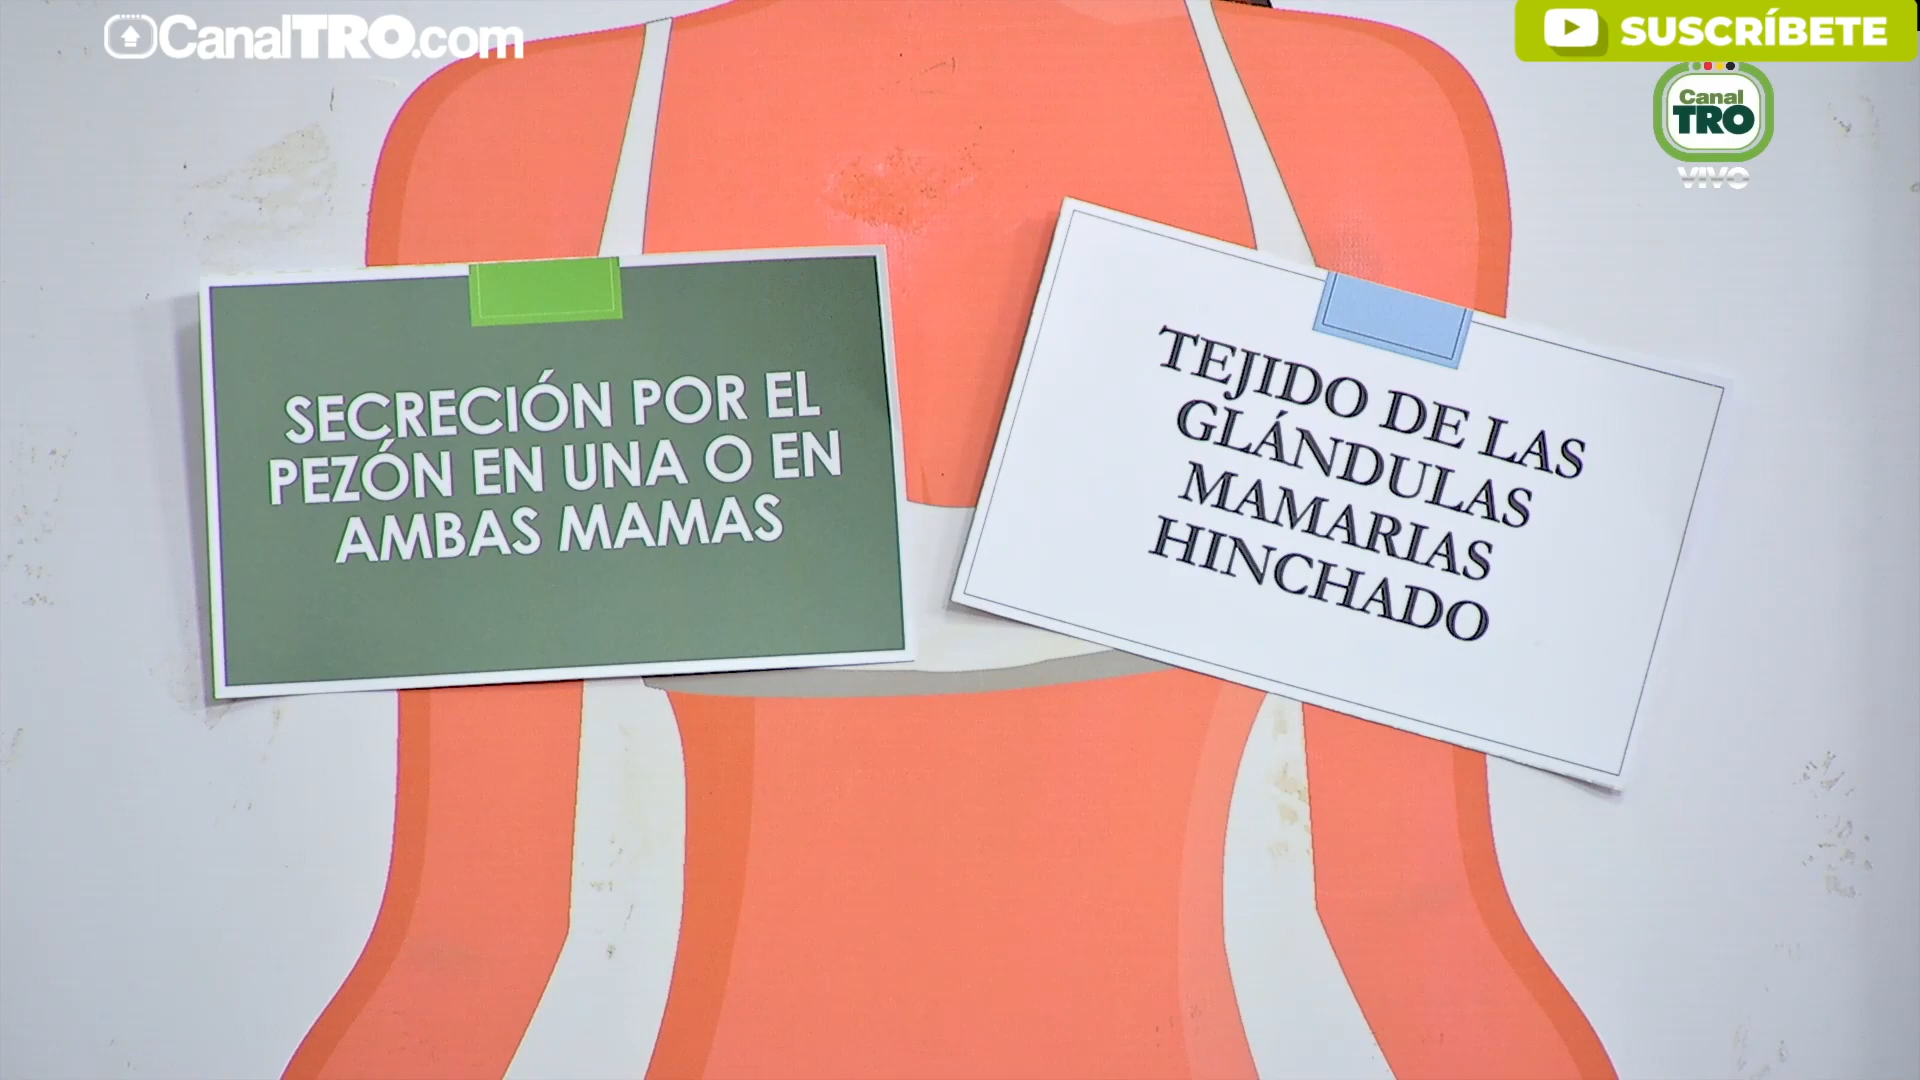 CanalTRO.com
SUSCRÍBETE
Canal
TRO
VIVO
SECRECIÓN POR EL
PEZÓN EN UNA O EN
AMBAS MAMAS
TEJIDO DE LAS
GLÁNDULAS
MAMARIAS
HINCHADO